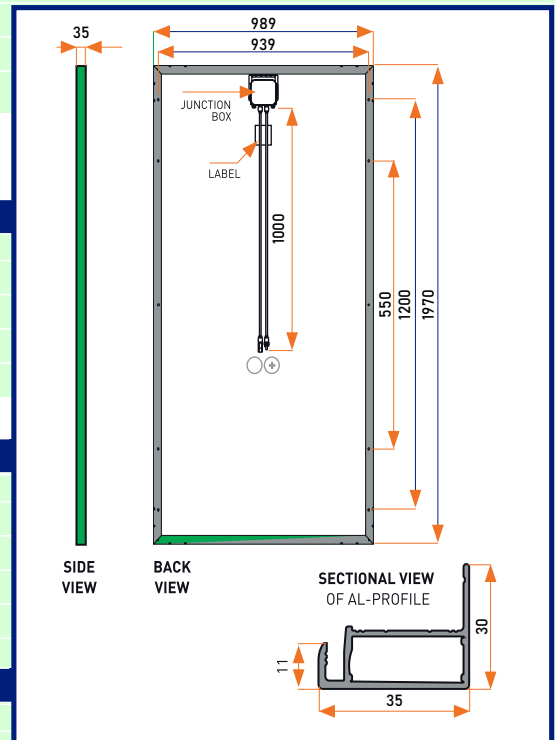 35
989
939
JUNCTION
BOX
LABEL
1000
550
1200
1970
SIDE
VIEW
BACK
VIEW
SECTIONAL VIEW
OF AL-PROFILE
11
30
35